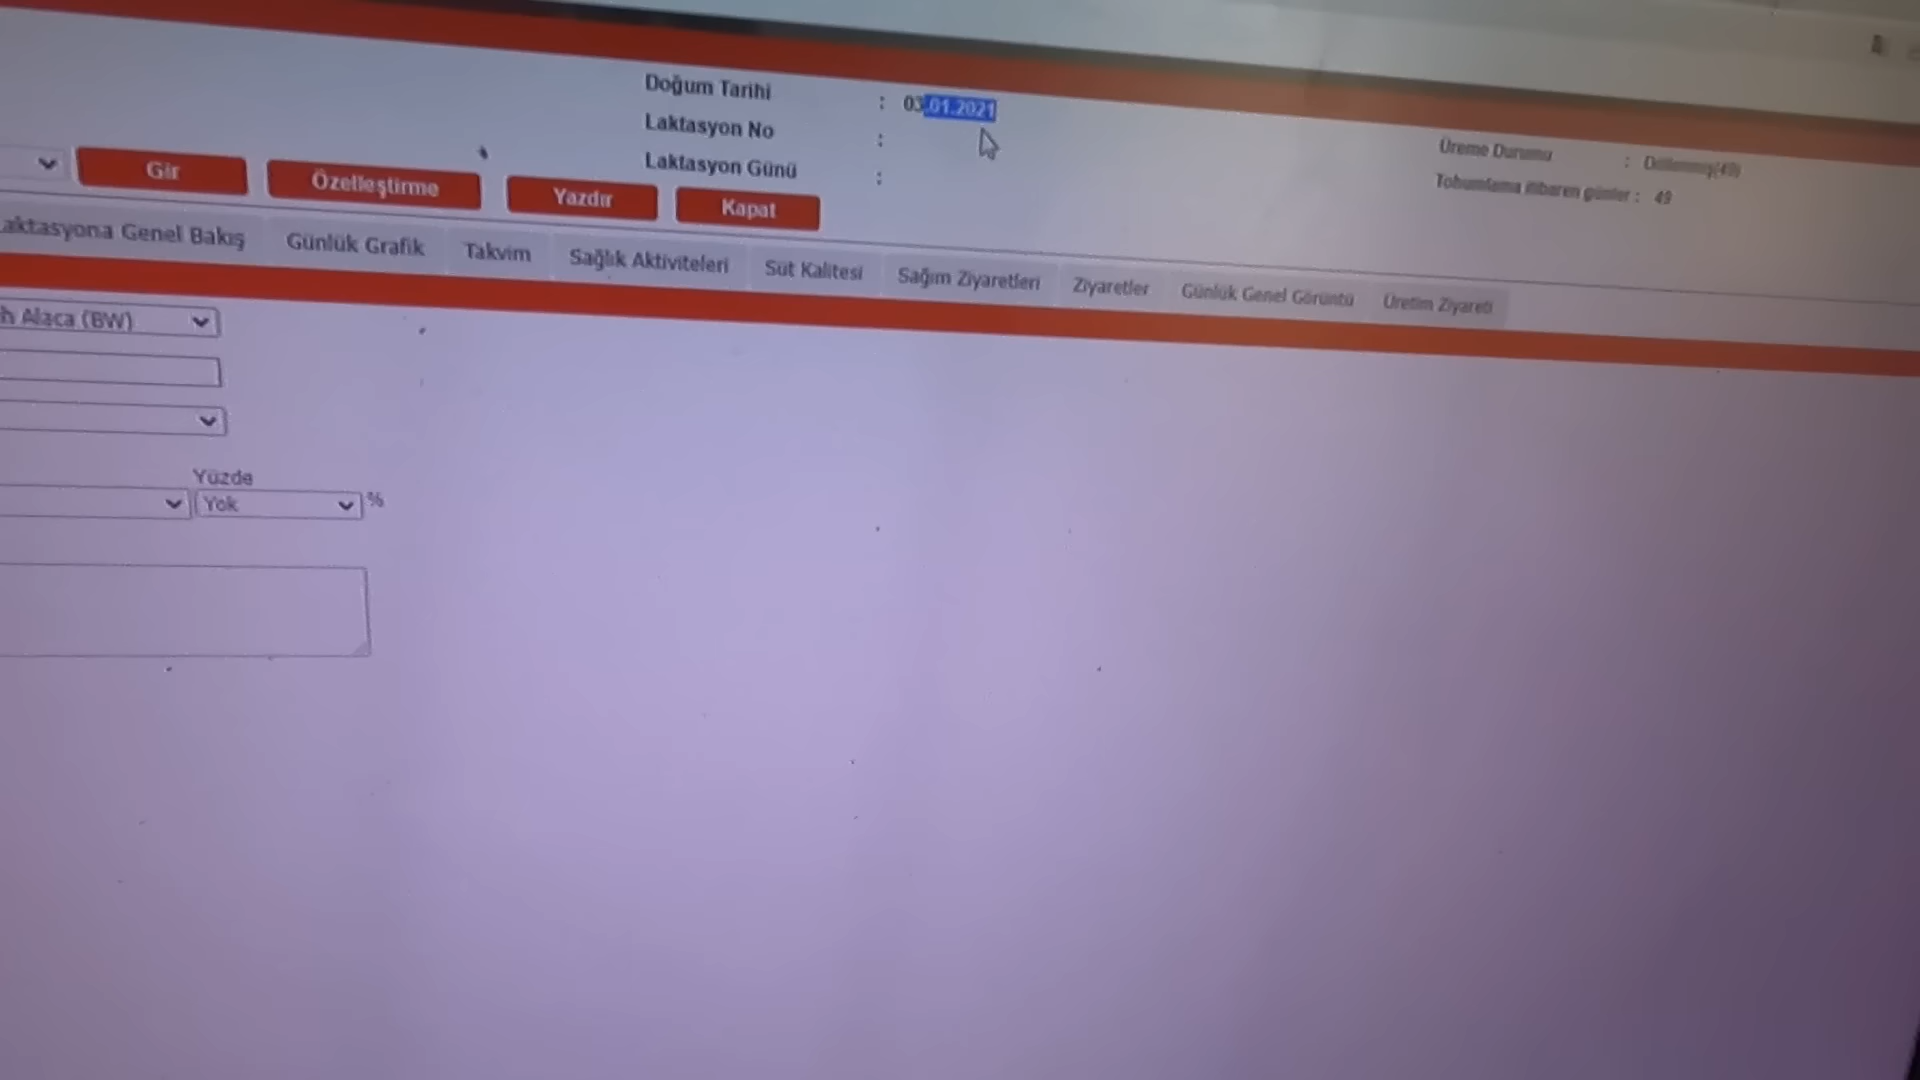 Doğum Tarihi : 03.01.2021
Laktasyon No :
Laktasyon Günü :
Üreme Durumu : Döllenmiş(49)
Tohumlama itibaren günler : 49
Gir Özelleştirme Yazdır Kapat
aktasyona Genel Bakış Günlük Grafik Takvim Sağlık Aktiviteleri Süt Kalitesi Sağım Ziyaretleri Ziyaretler Günlük Genel Görüntü Üretim Ziyareti
h Alaca (BW)
Yüzde
Yok %